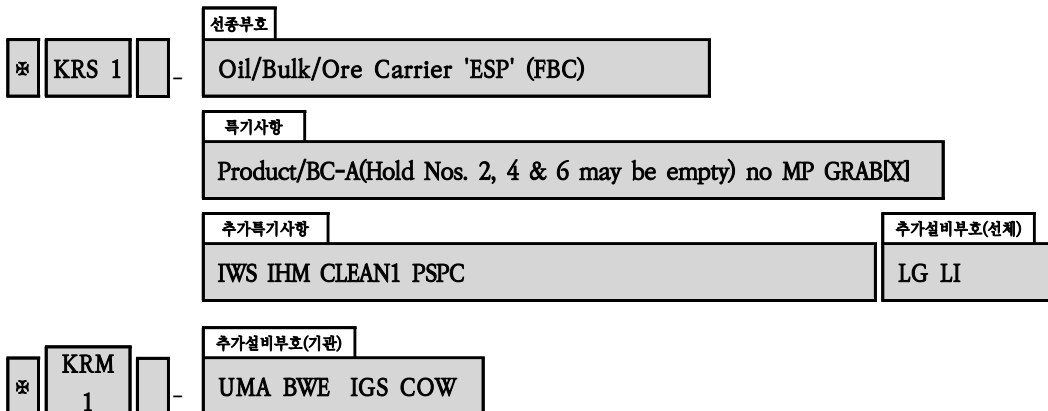 선종부호
✠ KRS 1 - Oil/Bulk/Ore Carrier 'ESP' (FBC)
특기사항
Product/BC-A(Hold Nos. 2, 4 & 6 may be empty) no MP GRAB[X]
추가특기사항 추가설비부호(선체)
IWS IHM CLEAN1 PSPC LG LI
추가설비부호(기관)
✠ KRM 1 - UMA BWE IGS COW